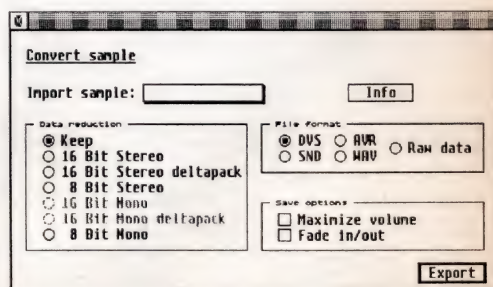 Convert sample
Import sample:
Info
Data reduction
Keep
16 Bit Stereo
16 Bit Stereo deltapack
8 Bit Stereo
16 Bit Mono
16 Bit Mono deltapack
8 Bit Mono
File format
DVS AVR Raw data
SND WAV
Save options
Maximize volume
Fade in/out
Export